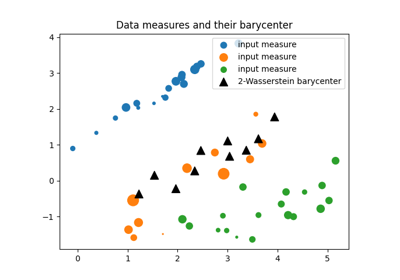 Data measures and their barycenter
input measure
input measure
input measure
2-Wasserstein barycenter
4
3
2
1
0
−1
0
1
2
3
4
5